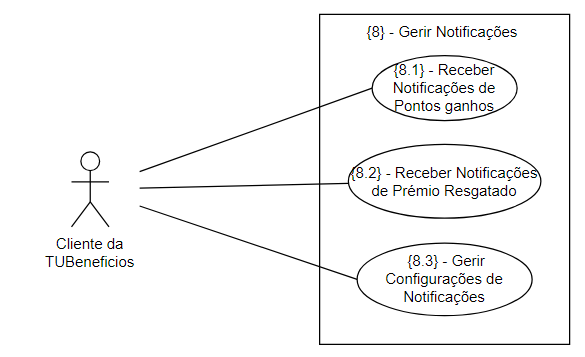 {8} - Gerir Notificações
{8.1} - Receber
Notificações de
Pontos ganhos
{8.2} - Receber Notificações
de Prémio Resgatado
Cliente da
TUBeneficios
{8.3} - Gerir
Configurações de
Notificações